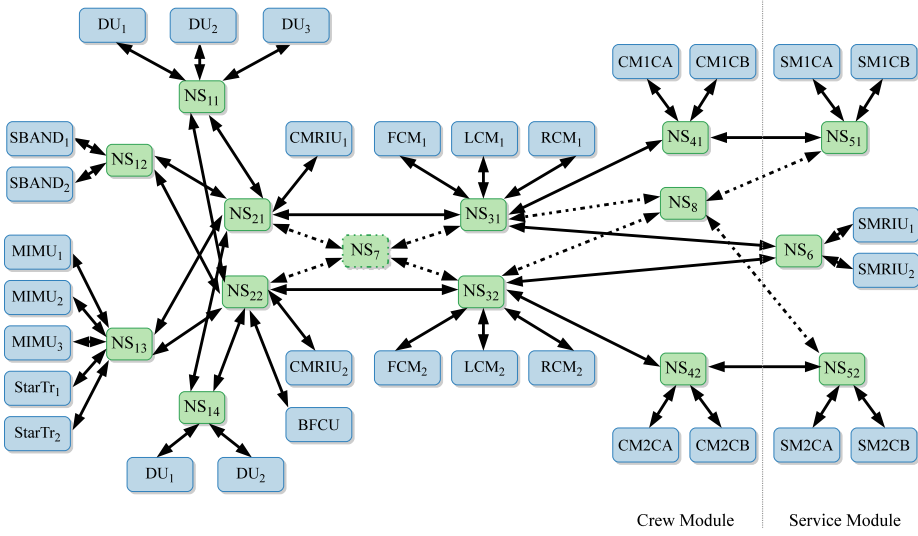 DU₁ DU₂ DU₃
NS₁₁
CM1CA CM1CB SM1CA SM1CB
SBAND₁
SBAND₂
NS₁₂
CMRIU₁ FCM₁ LCM₁ RCM₁
NS₄₁ NS₅₁
NS₂₁ NS₃₁ NS₈
NS₇
NS₆
SMRIU₁
SMRIU₂
MIMU₁
MIMU₂
MIMU₃
StarTr₁
StarTr₂
NS₁₃
NS₂₂ NS₃₂
CMRIU₂ FCM₂ LCM₂ RCM₂
NS₄₂ NS₅₂
NS₁₄
BFCU
DU₁ DU₂
CM2CA CM2CB SM2CA SM2CB
Crew Module Service Module